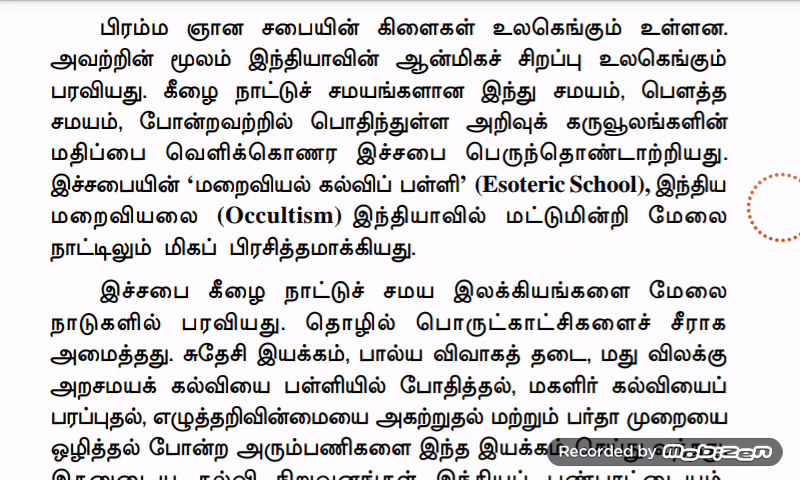 பிரம்ம ஞான சபையின் கிளைகள் உலகெங்கும் உள்ளன.
அவற்றின் மூலம் இந்தியாவின் ஆன்மிகச் சிறப்பு உலகெங்கும்
பரவியது. கீழை நாட்டுச் சமயங்களான இந்து சமயம், பௌத்த
சமயம், போன்றவற்றில் பொதிந்துள்ள அறிவுக் கருவூலங்களின்
மதிப்பை வெளிக்கொணர இச்சபை பெருந்தொண்டாற்றியது.
இச்சபையின் ‘மறைவியல் கல்விப் பள்ளி’ (Esoteric School), இந்திய
மறைவியலை (Occultism) இந்தியாவில் மட்டுமின்றி மேலை
நாட்டிலும் மிகப் பிரசித்தமாக்கியது.
இச்சபை கீழை நாட்டுச் சமய இலக்கியங்களை மேலை
நாடுகளில் பரவியது. தொழில் பொருட்காட்சிகளைச் சீராக
அமைத்தது. சுதேசி இயக்கம், பால்ய விவாகத் தடை, மது விலக்கு
அறசமயக் கல்வியை பள்ளியில் போதித்தல், மகளிர் கல்வியைப்
பரப்புதல், எழுத்தறிவின்மையை அகற்றுதல் மற்றும் பர்தா முறையை
ஒழித்தல் போன்ற அரும்பணிகளை இந்த இயக்கம்
Recorded by mobizen